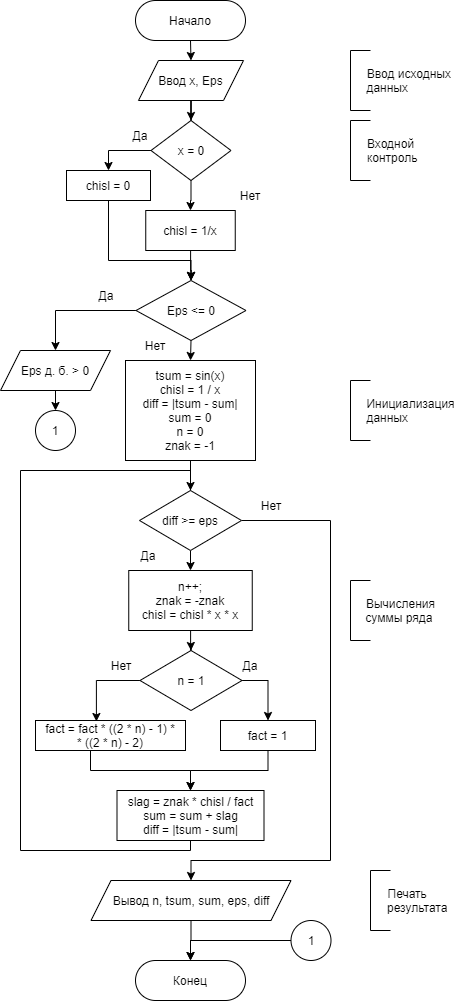 Начало
Ввод x, Eps
Ввод исходных
данных
x = 0
Да
Входной
контроль
chisl = 0
Нет
chisl = 1/x
Да
Eps <= 0
Нет
Eps д. б. > 0
1
tsum = sin(x)
chisl = 1 / x
diff = |tsum - sum|
sum = 0
n = 0
znak = -1
Инициализация
данных
diff >= eps
Нет
Да
n++;
znak = -znak
chisl = chisl * x * x
Вычисления
суммы ряда
Нет
n = 1
Да
fact = fact * ((2 * n) - 1) *
* ((2 * n) - 2)
fact = 1
slag = znak * chisl / fact
sum = sum + slag
diff = |tsum - sum|
Вывод n, tsum, sum, eps, diff
Печать
результата
1
Конец